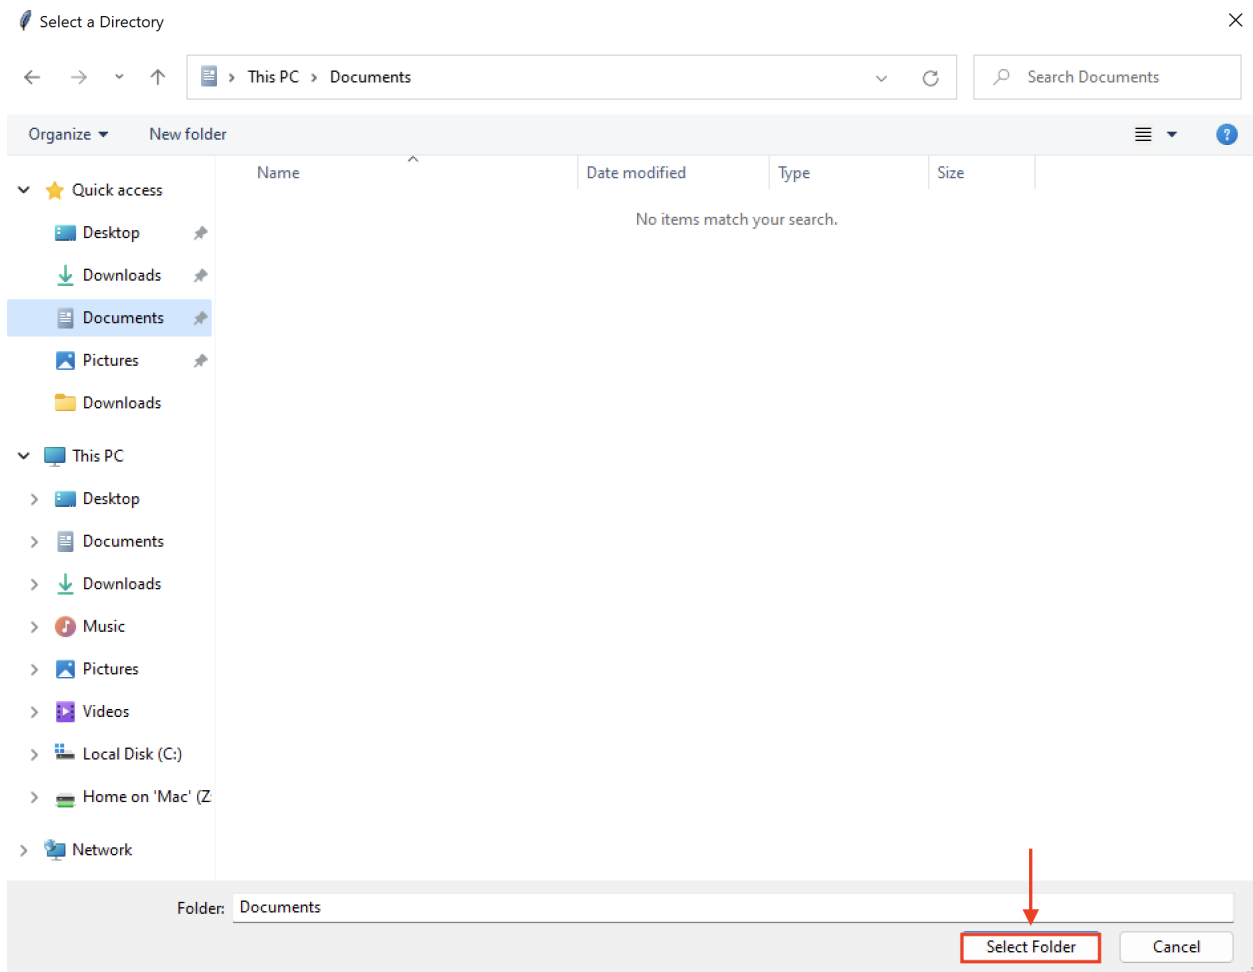 Select a Directory
This PC Documents
Search Documents
Organize New folder
Name Date modified Type Size
No items match your search.
Quick access
Desktop
Downloads
Documents
Pictures
Downloads
This PC
Desktop
Documents
Downloads
Music
Pictures
Videos
Local Disk (C:)
Home on 'Mac' (Z:
Network
Folder: Documents
Select Folder Cancel